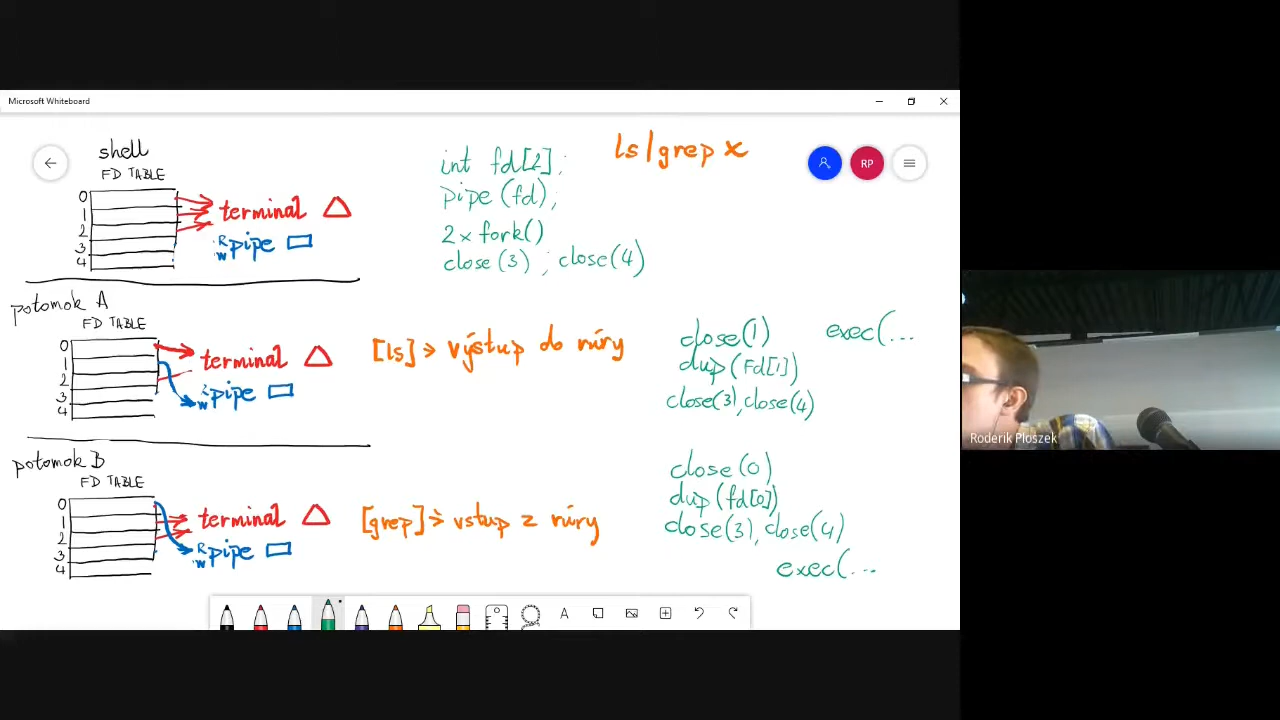 Microsoft Whiteboard
ls | grep x
RP
shell
FD TABLE
0
1
2
3
4
terminal
R
W
pipe
int fd[2];
pipe (fd);
2x fork()
close (3) ; close(4)
potomok A
FD TABLE
0
1
2
3
4
terminal
W
pipe
[ls] → výstup do rúry
close(1)
exec(...
dup(Fd[1])
close(3), close(4)
potomok B
FD TABLE
0
1
2
3
4
terminal
R
W
pipe
[grep] → vstup z rúry
close (0)
dup (fd[0])
close(3), close(4)
exec(...
A
Roderik Ploszek